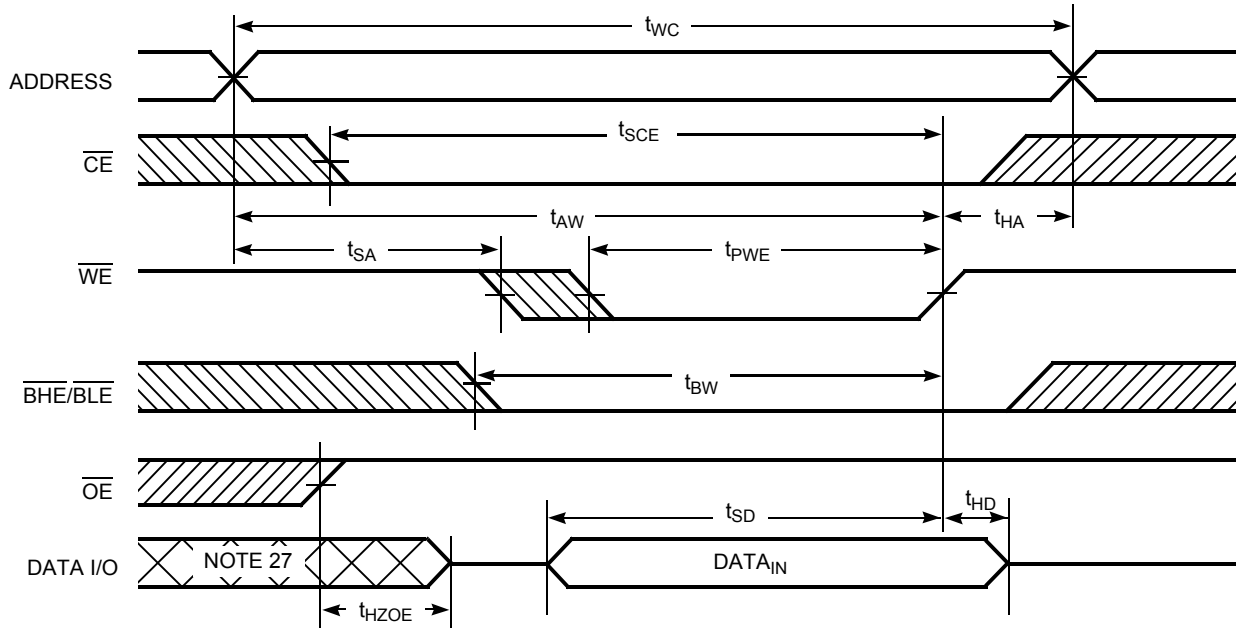 tWC
ADDRESS
tSCE
CE
tAW
tHA
tSA
tPWE
WE
tBW
BHE/BLE
OE
tSD
tHD
DATA I/O
NOTE 27
DATAIN
tHZOE